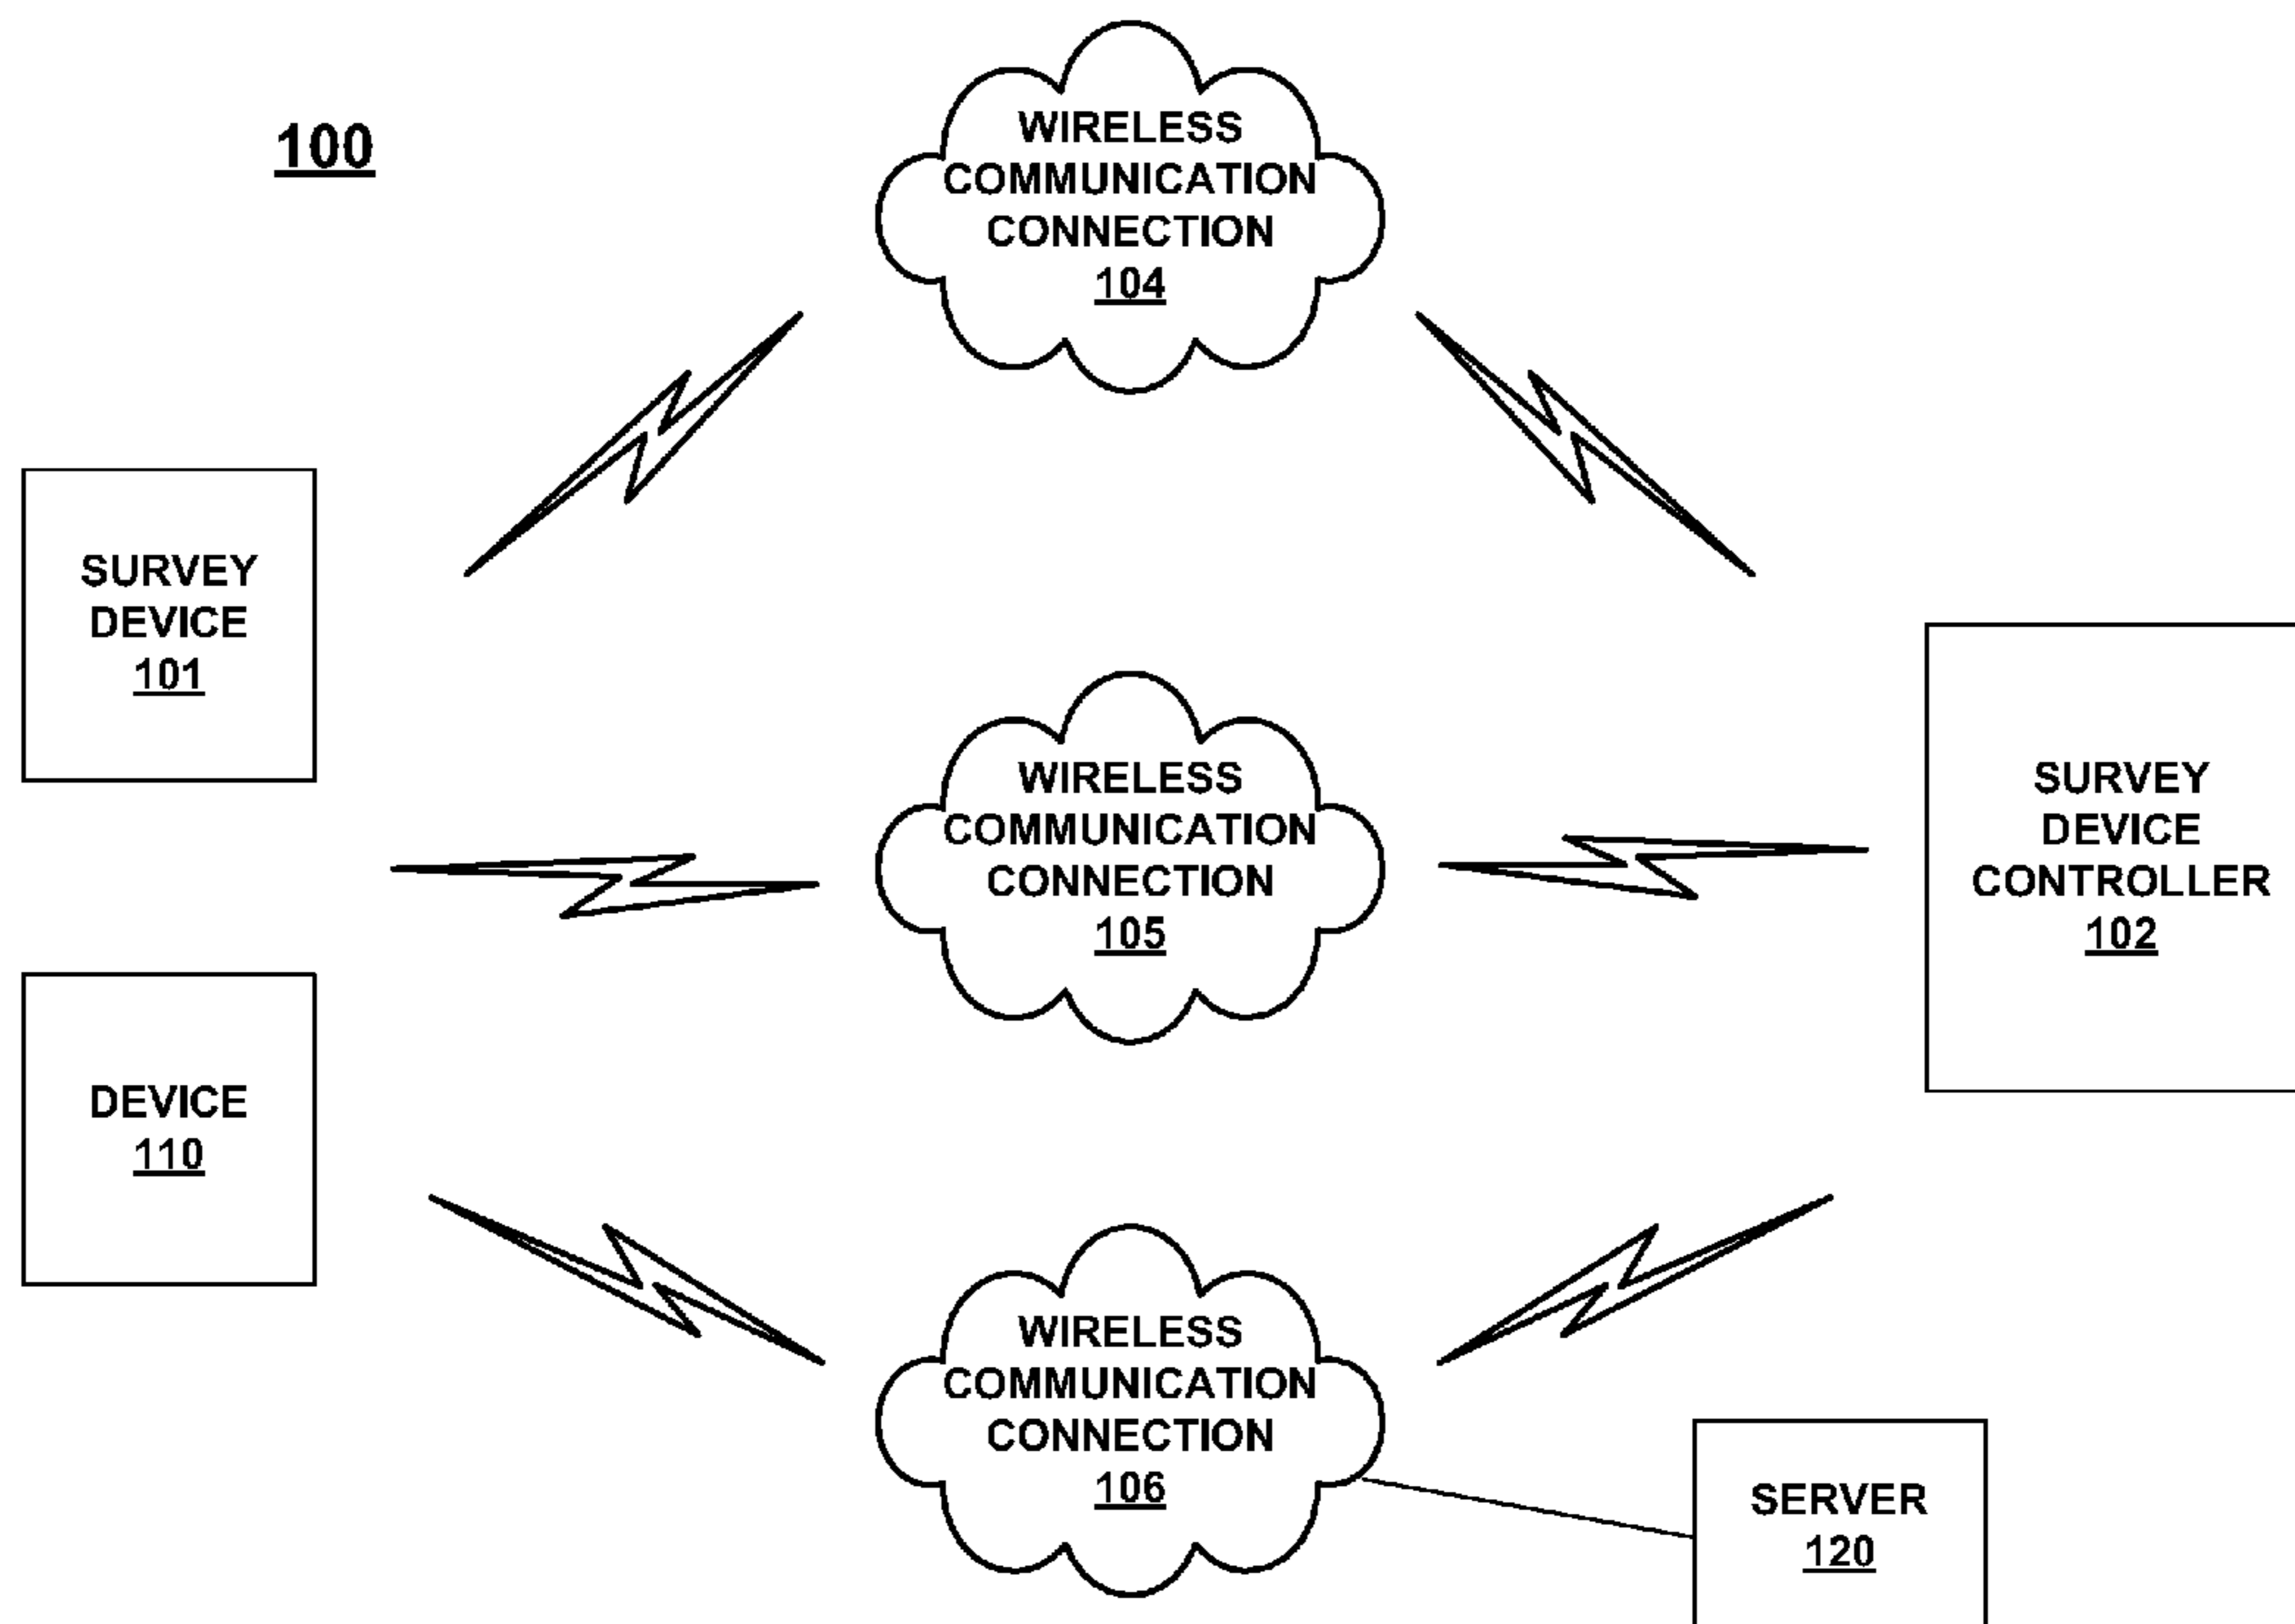 100
WIRELESS
COMMUNICATION
CONNECTION
104
SURVEY
DEVICE
101
WIRELESS
COMMUNICATION
CONNECTION
105
SURVEY
DEVICE
CONTROLLER
102
DEVICE
110
WIRELESS
COMMUNICATION
CONNECTION
106
SERVER
120